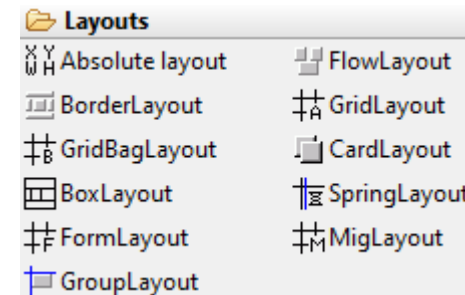 Layouts
Absolute layout FlowLayout
BorderLayout GridLayout
GridBagLayout CardLayout
BoxLayout SpringLayout
FormLayout MigLayout
GroupLayout